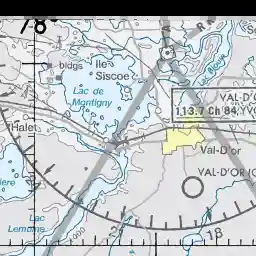 78°
bldgs
Ile
Siscoe
Lac de
Montigny
VAL-D'O
113.7 Ch 84 YVO
Halet
Val-D'or
VAL-D'OR (C
Lac
Lemoine
18